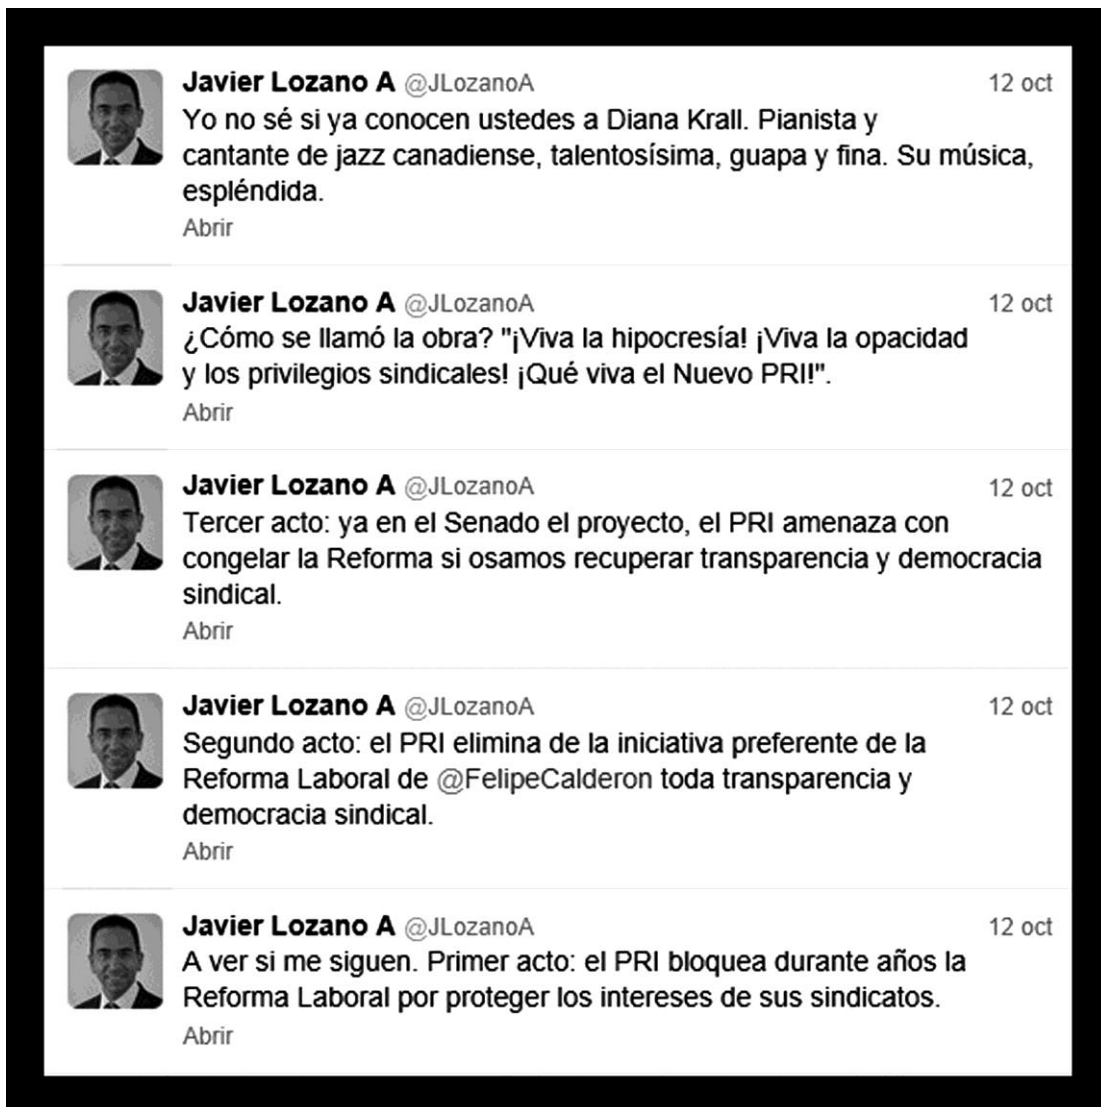 Javier Lozano A @JLozanoA 12 oct
Yo no sé si ya conocen ustedes a Diana Krall. Pianista y
cantante de jazz canadiense, talentosísima, guapa y fina. Su música,
espléndida.
Abrir
Javier Lozano A @JLozanoA 12 oct
¿Cómo se llamó la obra? "¡Viva la hipocresía! ¡Viva la opacidad
y los privilegios sindicales! ¡Qué viva el Nuevo PRI!".
Abrir
Javier Lozano A @JLozanoA 12 oct
Tercer acto: ya en el Senado el proyecto, el PRI amenaza con
congelar la Reforma si osamos recuperar transparencia y democracia
sindical.
Abrir
Javier Lozano A @JLozanoA 12 oct
Segundo acto: el PRI elimina de la iniciativa preferente de la
Reforma Laboral de @FelipeCalderon toda transparencia y
democracia sindical.
Abrir
Javier Lozano A @JLozanoA 12 oct
A ver si me siguen. Primer acto: el PRI bloquea durante años la
Reforma Laboral por proteger los intereses de sus sindicatos.
Abrir